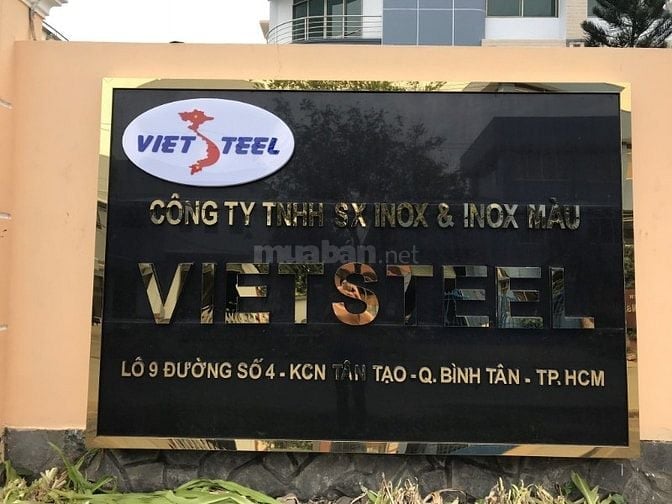 VIET STEEL
CÔNG TY TNHH SX INOX & INOX MÀU
muaban.net
VIETSTEEL
LÔ 9 ĐƯỜNG SỐ 4 - KCN TÂN TẠO - Q. BÌNH TÂN - TP. HCM